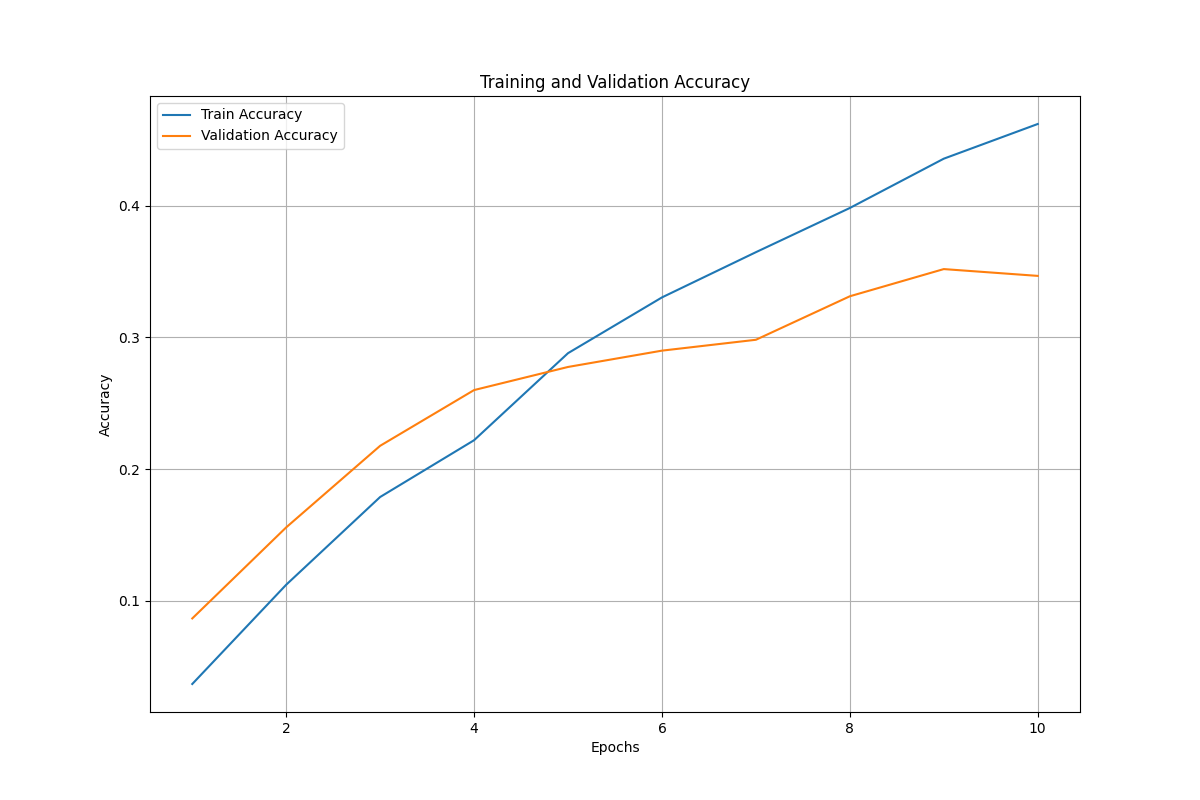 Training and Validation Accuracy
Train Accuracy
Validation Accuracy
Accuracy
0.4
0.3
0.2
0.1
2 4 6 8 10
Epochs